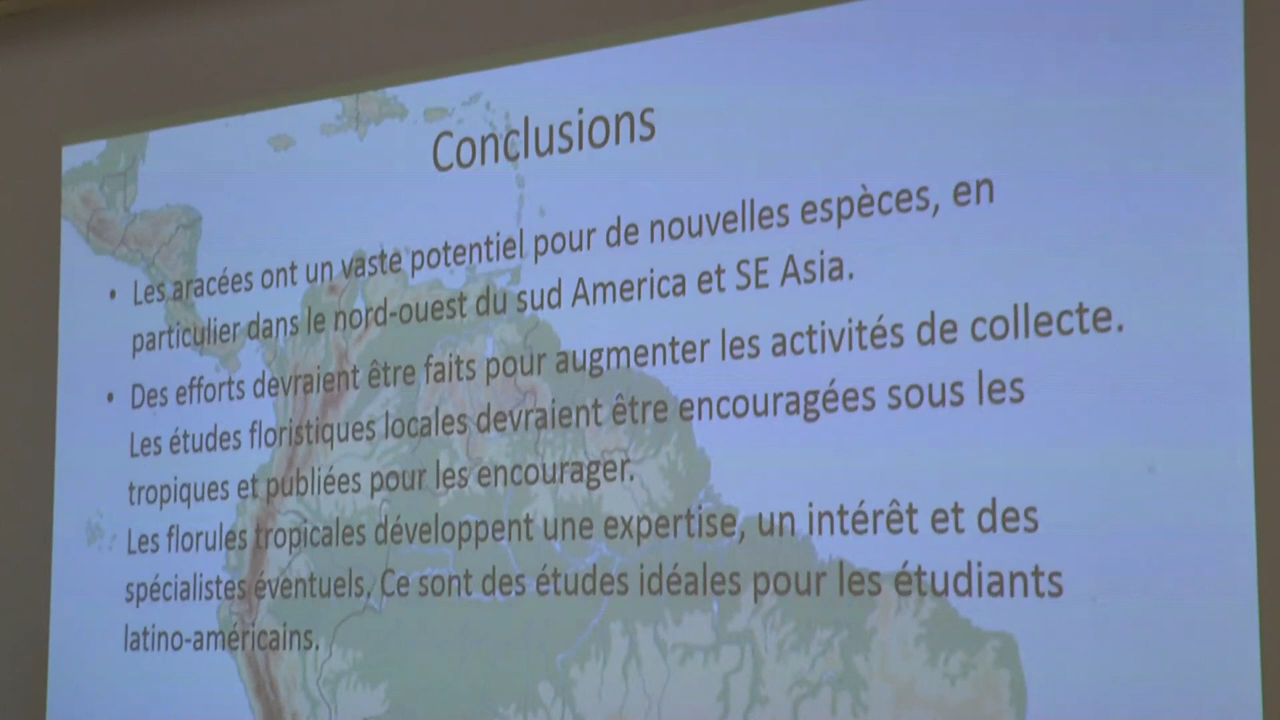 Conclusions
• Les aracées ont un vaste potentiel pour de nouvelles espèces, en
particulier dans le nord-ouest du sud America et SE Asia.
• Des efforts devraient être faits pour augmenter les activités de collecte.
Les études floristiques locales devraient être encouragées sous les
tropiques et publiées pour les encourager.
Les florules tropicales développent une expertise, un intérêt et des
spécialistes éventuels. Ce sont des études idéales pour les étudiants
latino-américains.